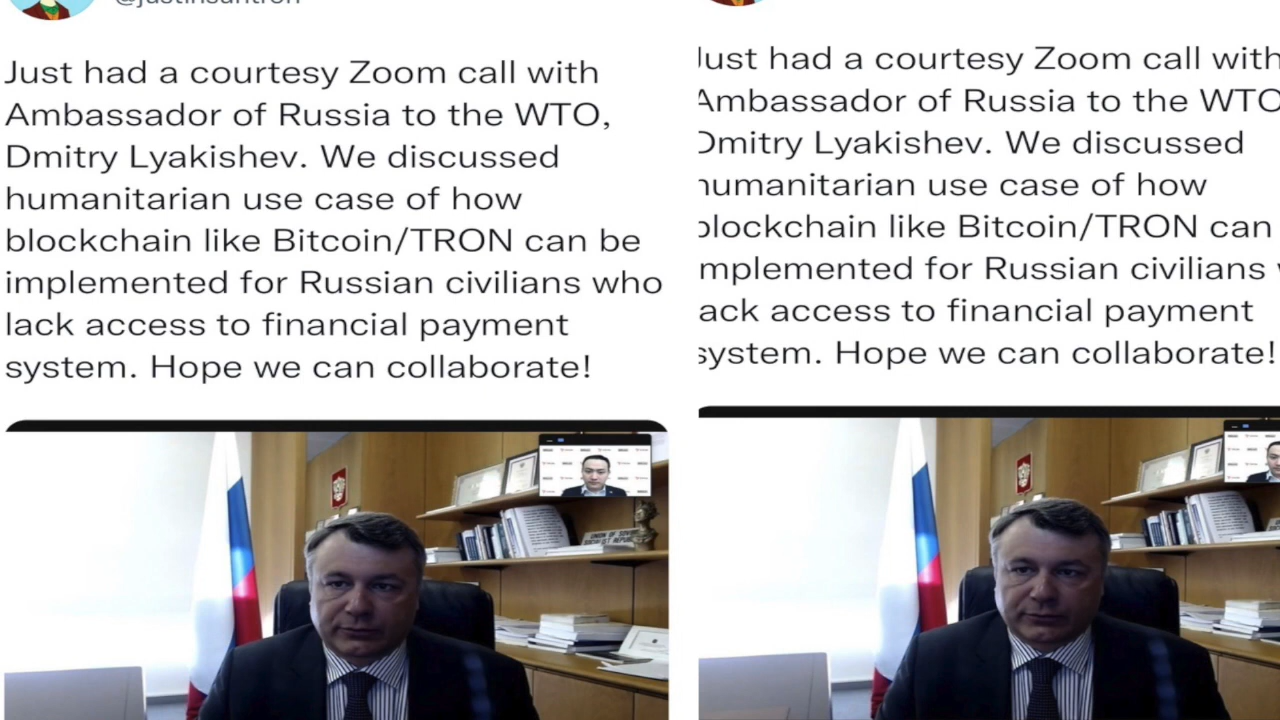 @justinsuntron
Just had a courtesy Zoom call with
Ambassador of Russia to the WTO,
Dmitry Lyakishev. We discussed
humanitarian use case of how
blockchain like Bitcoin/TRON can be
implemented for Russian civilians who
lack access to financial payment
system. Hope we can collaborate!
Just had a courtesy Zoom call with
Ambassador of Russia to the WTO
Dmitry Lyakishev. We discussed
humanitarian use case of how
blockchain like Bitcoin/TRON can
mplemented for Russian civilians
ack access to financial payment
system. Hope we can collaborate!